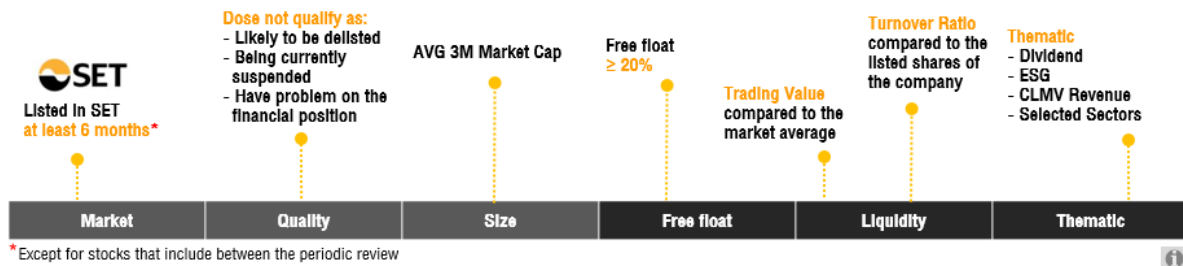 SET
Listed in SET
at least 6 months*
Dose not qualify as:
- Likely to be delisted
- Being currently
suspended
- Have problem on the
financial position
AVG 3M Market Cap
Free float
≥ 20%
Trading Value
compared to the
market average
Turnover Ratio
compared to the
listed shares of
the company
Thematic
- Dividend
- ESG
- CLMV Revenue
- Selected Sectors
Market
Quality
Size
Free float
Liquidity
Thematic
*Except for stocks that include between the periodic review
i